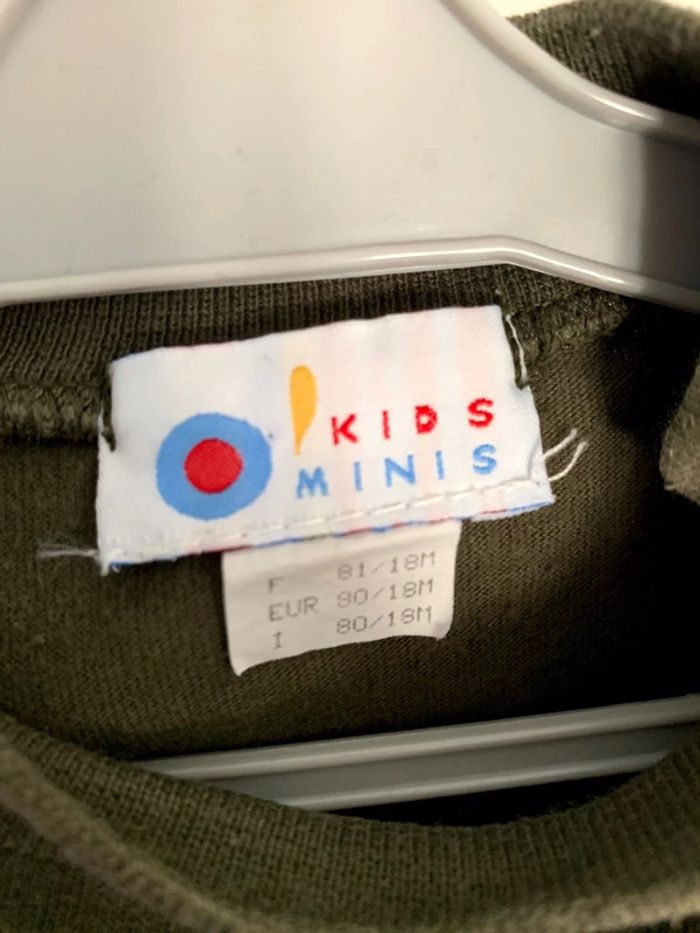 KIDS
MINIS
F 81/18M
EUR 80/18M
I 80/18M